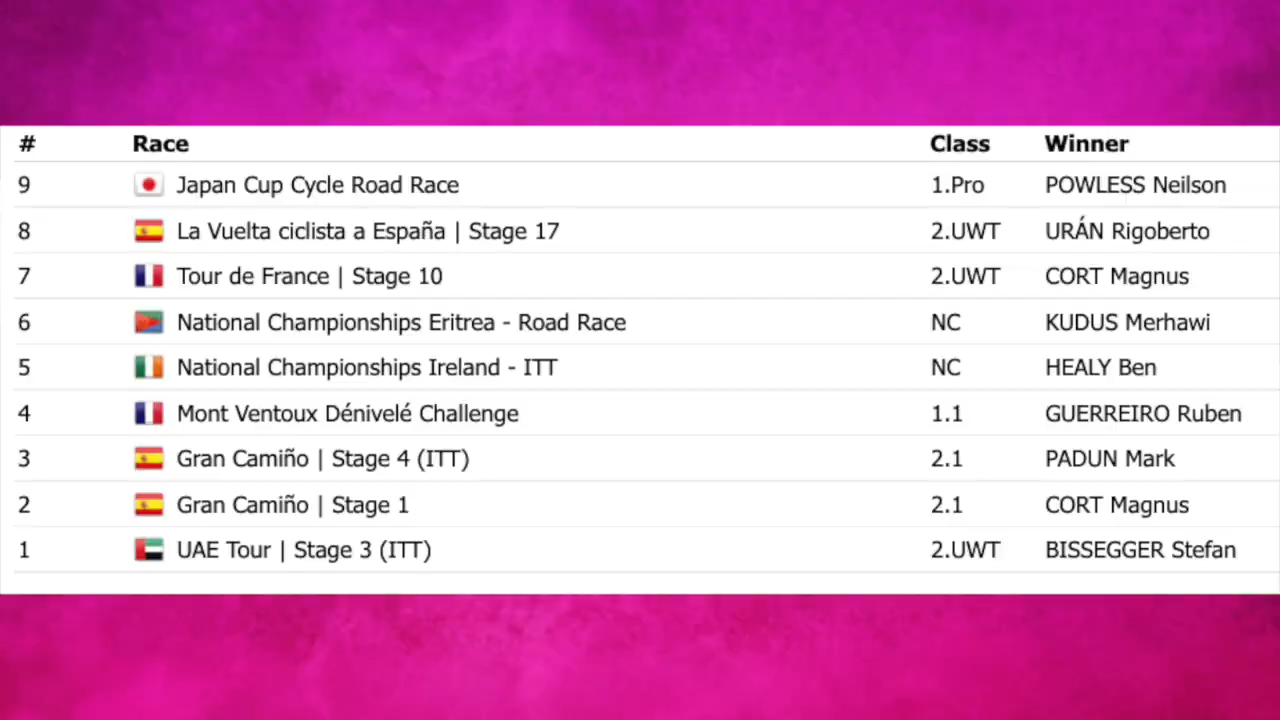 # Race Class Winner
9 Japan Cup Cycle Road Race 1.Pro POWLESS Neilson
8 La Vuelta ciclista a España | Stage 17 2.UWT URÁN Rigoberto
7 Tour de France | Stage 10 2.UWT CORT Magnus
6 National Championships Eritrea - Road Race NC KUDUS Merhawi
5 National Championships Ireland - ITT NC HEALY Ben
4 Mont Ventoux Dénivelé Challenge 1.1 GUERREIRO Ruben
3 Gran Camiño | Stage 4 (ITT) 2.1 PADUN Mark
2 Gran Camiño | Stage 1 2.1 CORT Magnus
1 UAE Tour | Stage 3 (ITT) 2.UWT BISSEGGER Stefan